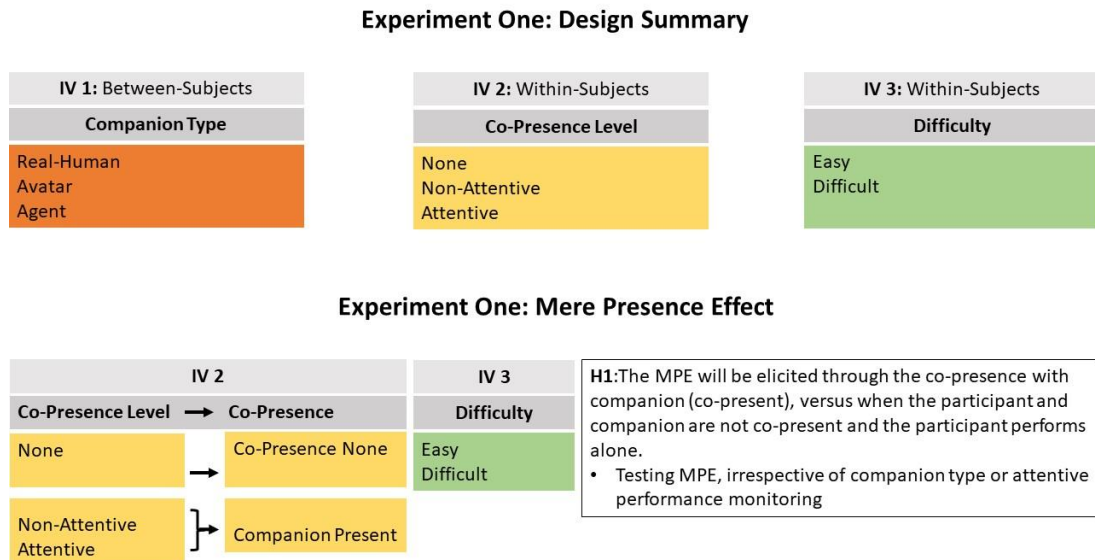 Experiment One: Design Summary
IV 1: Between-Subjects
Companion Type
Real-Human
Avatar
Agent
IV 2: Within-Subjects
Co-Presence Level
None
Non-Attentive
Attentive
IV 3: Within-Subjects
Difficulty
Easy
Difficult
Experiment One: Mere Presence Effect
IV 2
Co-Presence Level → Co-Presence
None
Co-Presence None
Non-Attentive
Attentive
Companion Present
IV 3
Difficulty
Easy
Difficult
H1:The MPE will be elicited through the co-presence with
companion (co-present), versus when the participant and
companion are not co-present and the participant performs
alone.
• Testing MPE, irrespective of companion type or attentive
performance monitoring